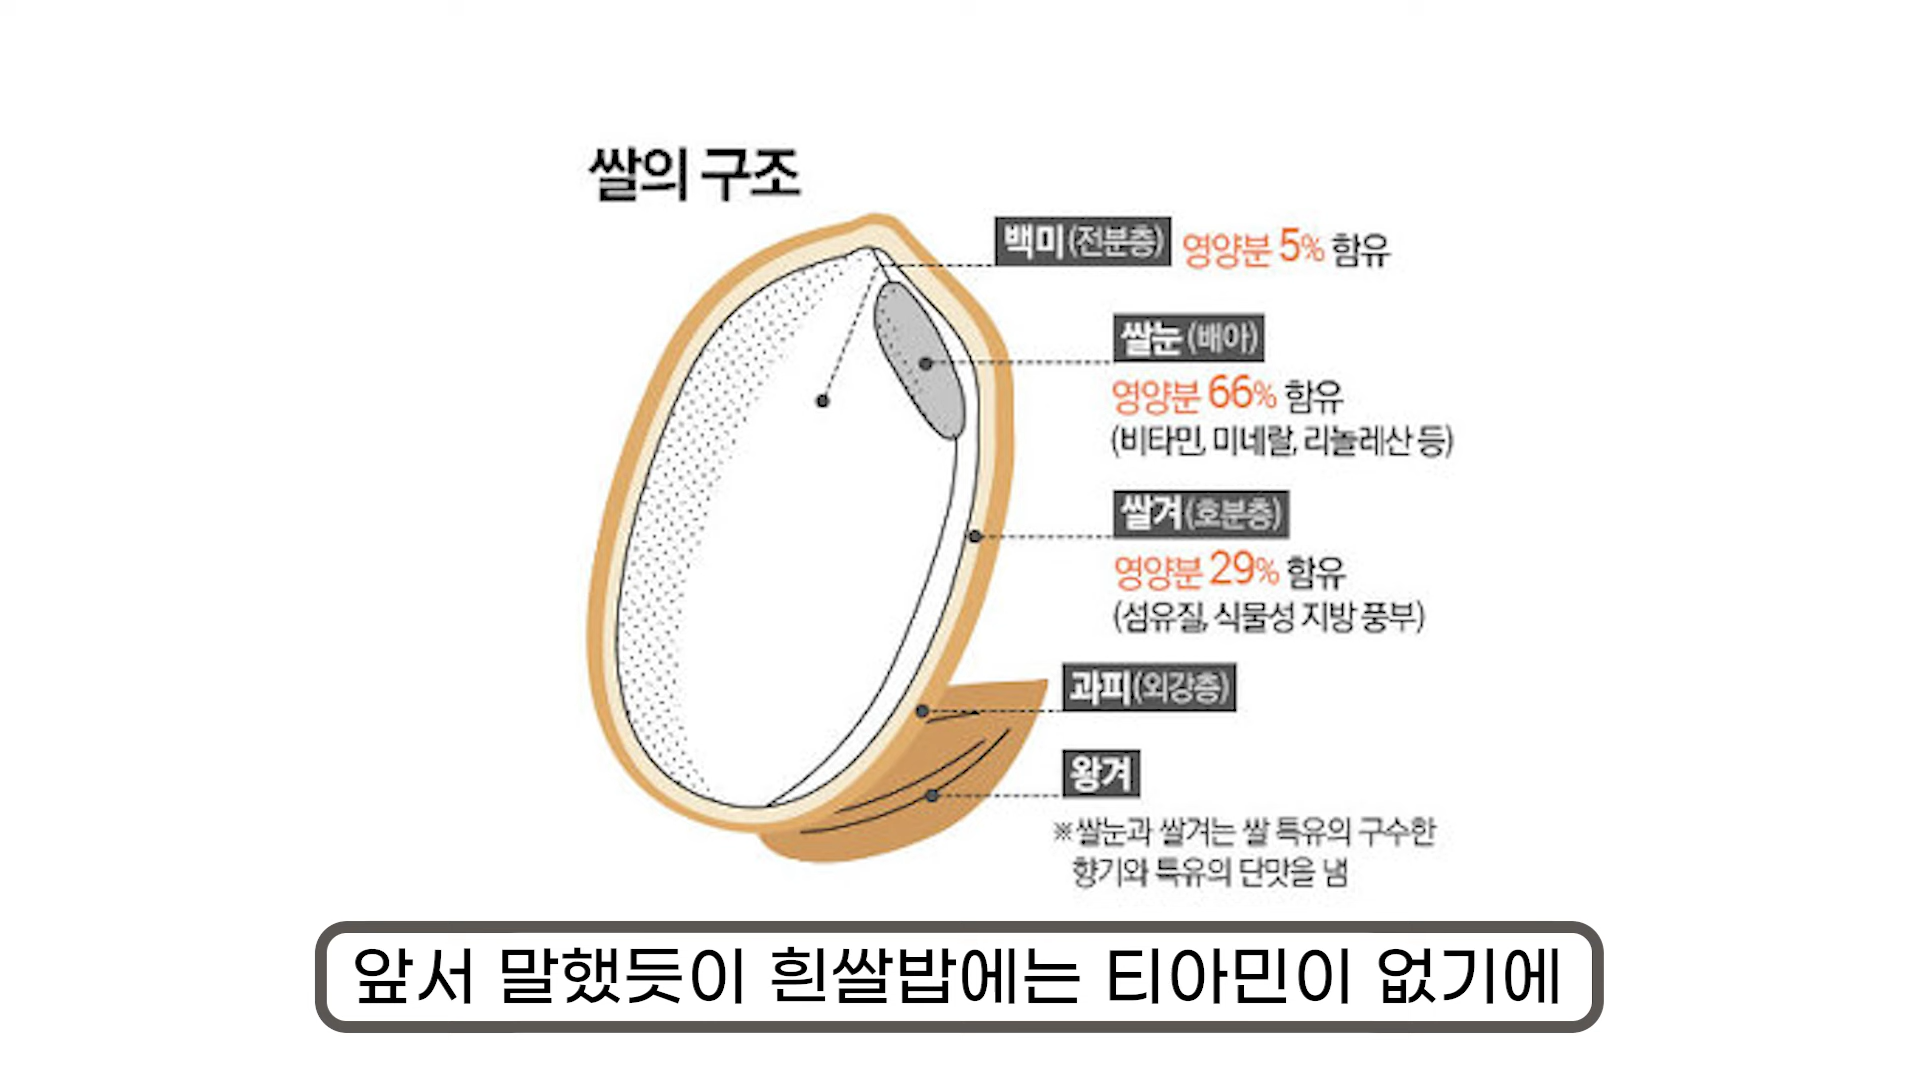 쌀의 구조
백미(전분층) 영양분 5% 함유
쌀눈(배아)
영양분 66% 함유
(비타민, 미네랄, 리놀레산 등)
쌀겨(호분층)
영양분 29% 함유
(섬유질, 식물성 지방 풍부)
과피(외강층)
왕겨
※쌀눈과 쌀겨는 쌀 특유의 구수한
향기와 특유의 단맛을 냄
앞서 말했듯이 흰쌀밥에는 티아민이 없기에